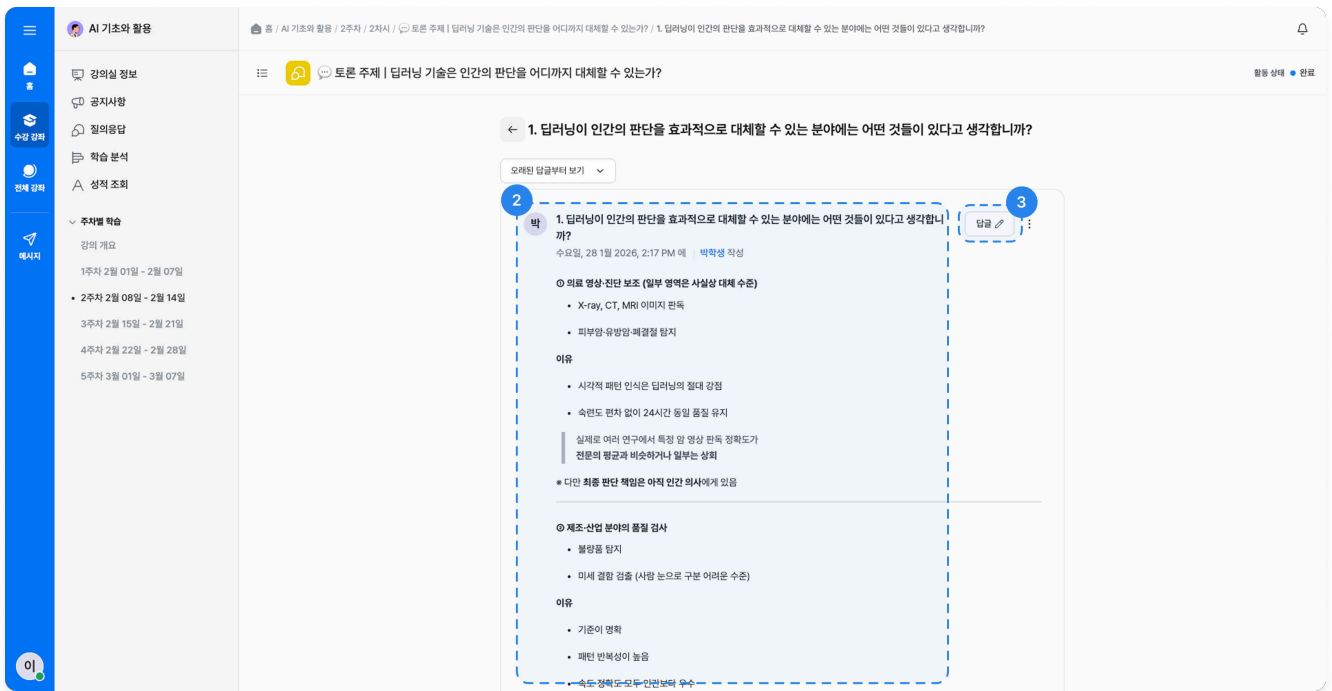 AI 기초와 활용
홈 / AI 기초와 활용 / 2주차 / 2차시 / 토론 주제 | 딥러닝 기술은 인간의 판단을 어디까지 대체할 수 있는가? / 1. 딥러닝이 인간의 판단을 효과적으로 대체할 수 있는 분야에는 어떤 것들이 있다고 생각합니까?
홈
수강 강좌
전체 강좌
메시지
이
강의실 정보
공지사항
질의응답
학습 분석
성적 조회
주차별 학습
강의 개요
1주차 2월 01일 - 2월 07일
2주차 2월 08일 - 2월 14일
3주차 2월 15일 - 2월 21일
4주차 2월 22일 - 2월 28일
5주차 3월 01일 - 3월 07일
토론 주제 | 딥러닝 기술은 인간의 판단을 어디까지 대체할 수 있는가?
활동 상태 완료
1. 딥러닝이 인간의 판단을 효과적으로 대체할 수 있는 분야에는 어떤 것들이 있다고 생각합니까?
오래된 답글부터 보기
2
3
박
1. 딥러닝이 인간의 판단을 효과적으로 대체할 수 있는 분야에는 어떤 것들이 있다고 생각합니
까?
답글
수요일, 28 1월 2026, 2:17 PM 에 | 박학생 작성
① 의료 영상·진단 보조 (일부 영역은 사실상 대체 수준)
• X-ray, CT, MRI 이미지 판독
• 피부암·유방암·폐결절 탐지
이유
• 시각적 패턴 인식은 딥러닝의 절대 강점
• 숙련도 편차 없이 24시간 동일 품질 유지
실제로 여러 연구에서 특정 암 영상 판독 정확도가
전문의 평균과 비슷하거나 일부는 상회
※ 다만 최종 판단 책임은 아직 인간 의사에게 있음
② 제조·산업 분야의 품질 검사
• 불량품 탐지
• 미세 결함 검출 (사람 눈으로 구분 어려운 수준)
이유
• 기준이 명확
• 패턴 반복성이 높음
• 속도·정확도 모두 인간보다 우수